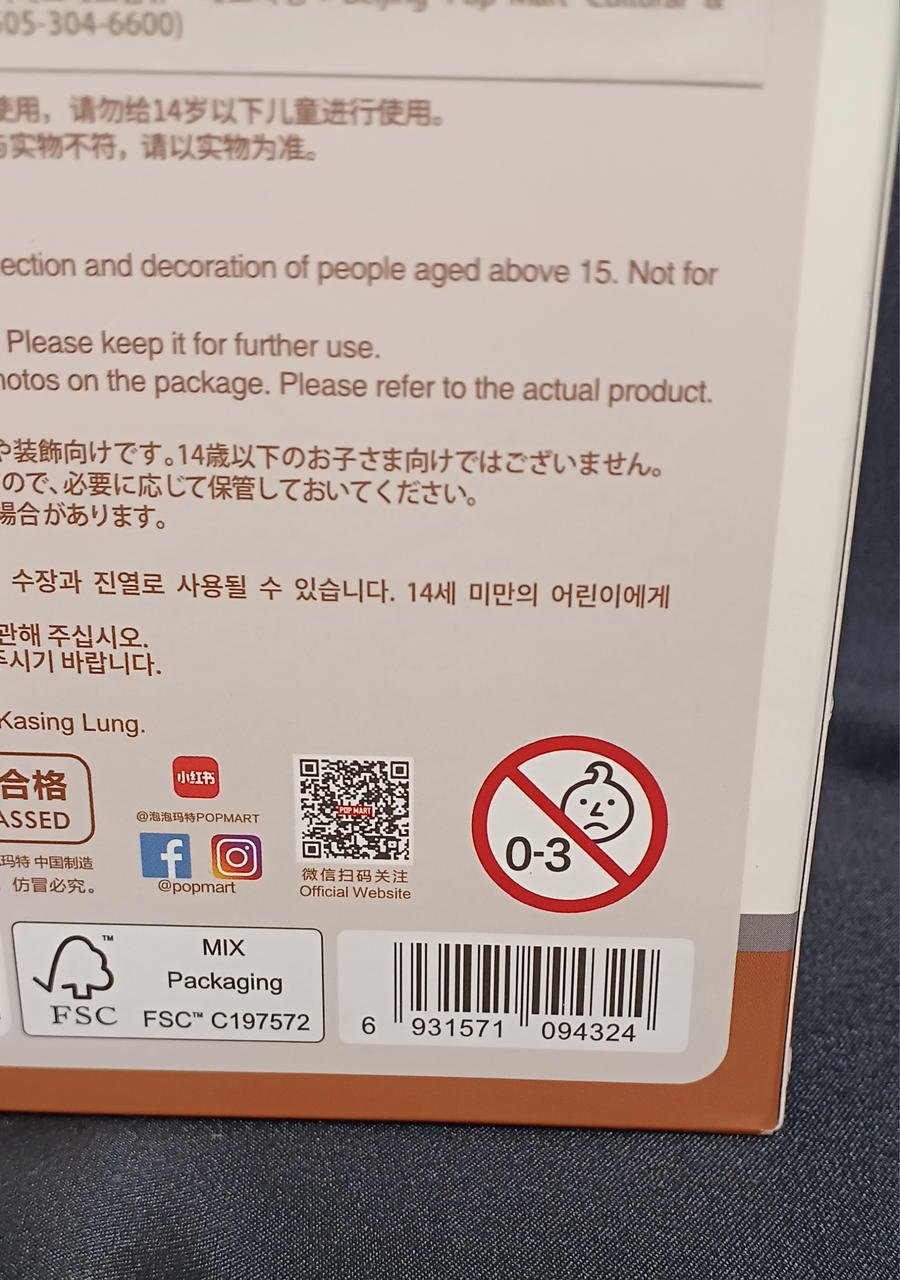 Beijing Pop Mart Cultural &
605-304-6600)
使用，请勿给14岁以下儿童进行使用。
与实物不符，请以实物为准。
ection and decoration of people aged above 15. Not for
Please keep it for further use.
hotos on the package. Please refer to the actual product.
や装飾向けです。14歳以下のお子さま向けではございません。
ので、必要に応じて保管しておいてください。
場合があります。
수장과 진열로 사용될 수 있습니다. 14세 미만의 어린이에게
관해 주십시오.
주시기 바랍니다.
Kasing Lung.
合格
ASSED
玛特 中国制造
仿冒必究。
小红书
@泡泡玛特POPMART
@popmart
POP MART
微信扫码关注
Official Website
0-3
FSC
MIX
Packaging
FSC™ C197572
6 931571 094324